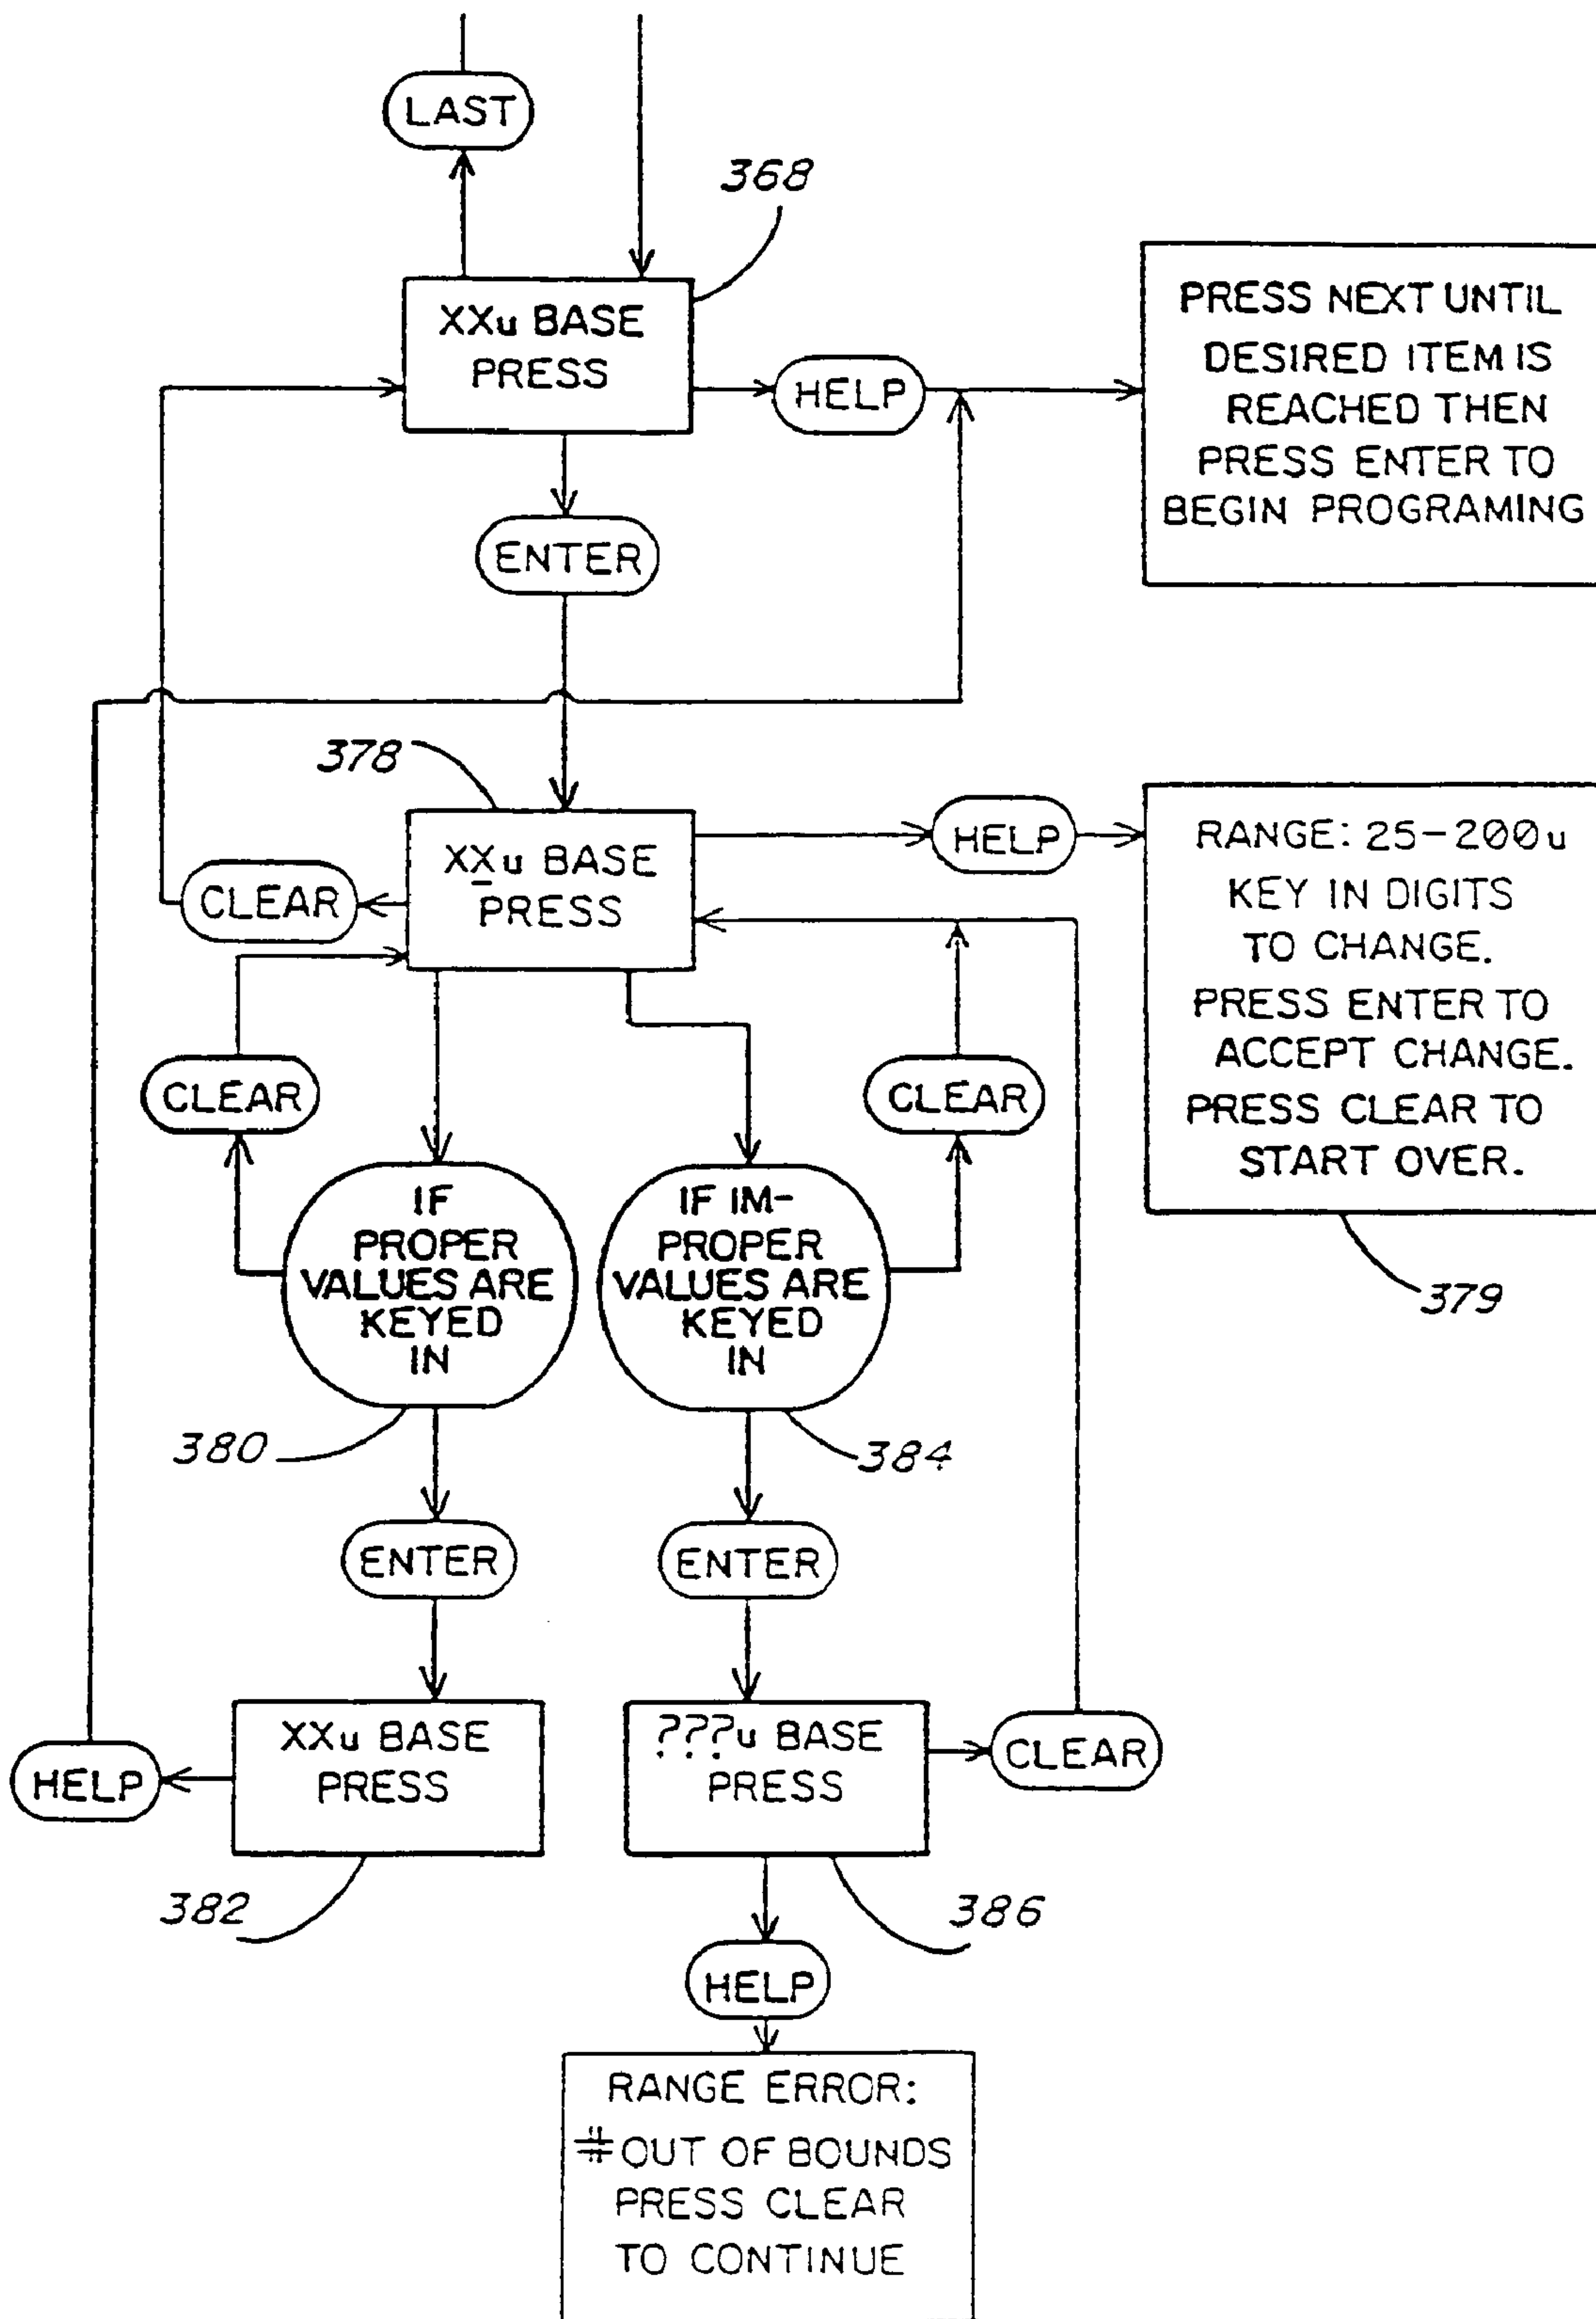 LAST
368
XXu BASE
PRESS
HELP
PRESS NEXT UNTIL
DESIRED ITEM IS
REACHED THEN
PRESS ENTER TO
BEGIN PROGRAMING
ENTER
378
XXu BASE
PRESS
HELP
RANGE: 25-200u
KEY IN DIGITS
TO CHANGE.
PRESS ENTER TO
ACCEPT CHANGE.
PRESS CLEAR TO
START OVER.
379
CLEAR
CLEAR
CLEAR
IF
PROPER
VALUES ARE
KEYED
IN
IF IM-
PROPER
VALUES ARE
KEYED
IN
380
384
ENTER
ENTER
XXu BASE
PRESS
HELP
382
???u BASE
PRESS
CLEAR
386
HELP
RANGE ERROR:
#OUT OF BOUNDS
PRESS CLEAR
TO CONTINUE